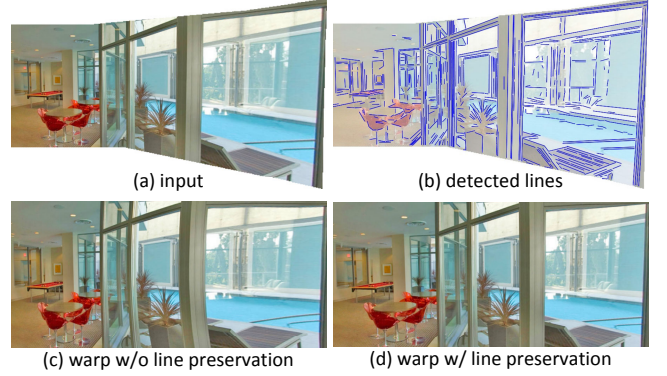 (a) input
(b) detected lines
(c) warp w/o line preservation
(d) warp w/ line preservation